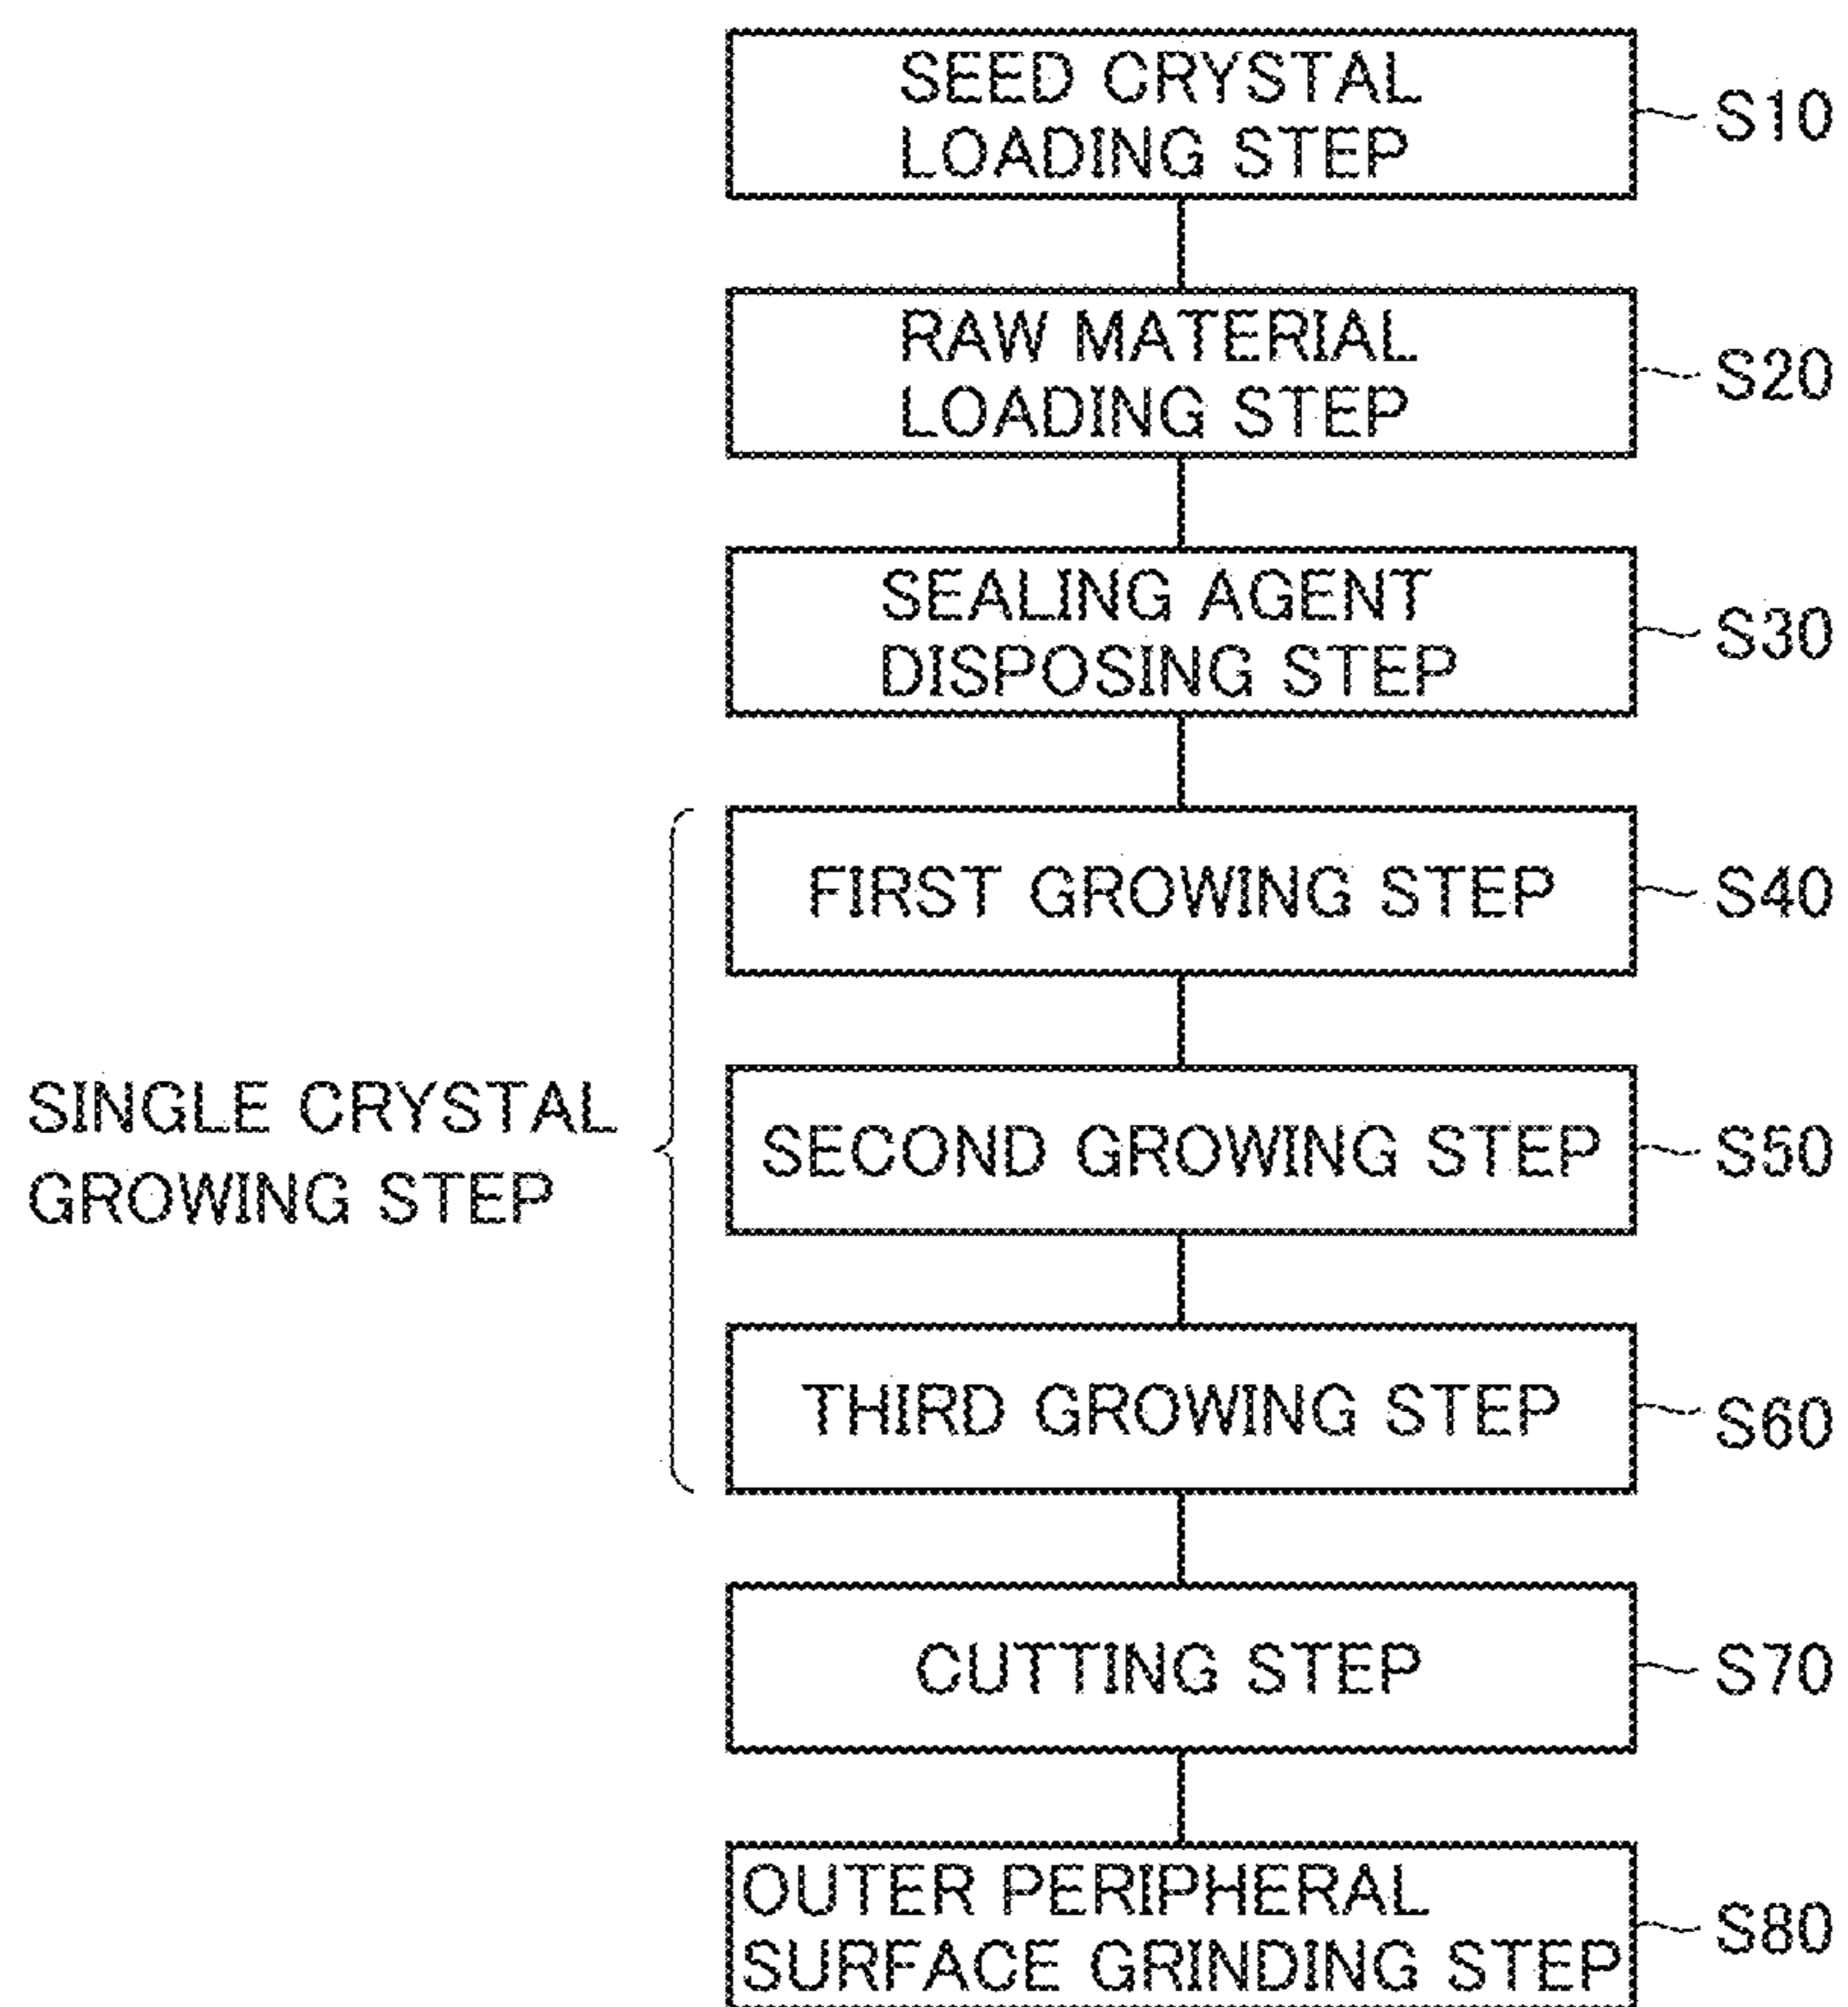 SEED CRYSTAL
LOADING STEP
S10
RAW MATERIAL
LOADING STEP
S20
SEALING AGENT
DISPOSING STEP
S30
FIRST GROWING STEP
S40
SINGLE CRYSTAL
GROWING STEP
SECOND GROWING STEP
S50
THIRD GROWING STEP
S60
CUTTING STEP
S70
OUTER PERIPHERAL
SURFACE GRINDING STEP
S80